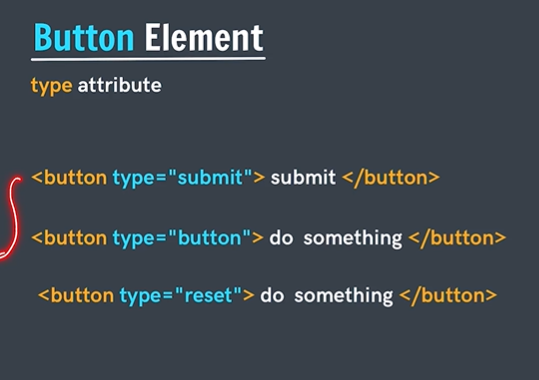 Button Element
type attribute
<button type="submit"> submit </button>
<button type="button"> do something </button>
<button type="reset"> do something </button>